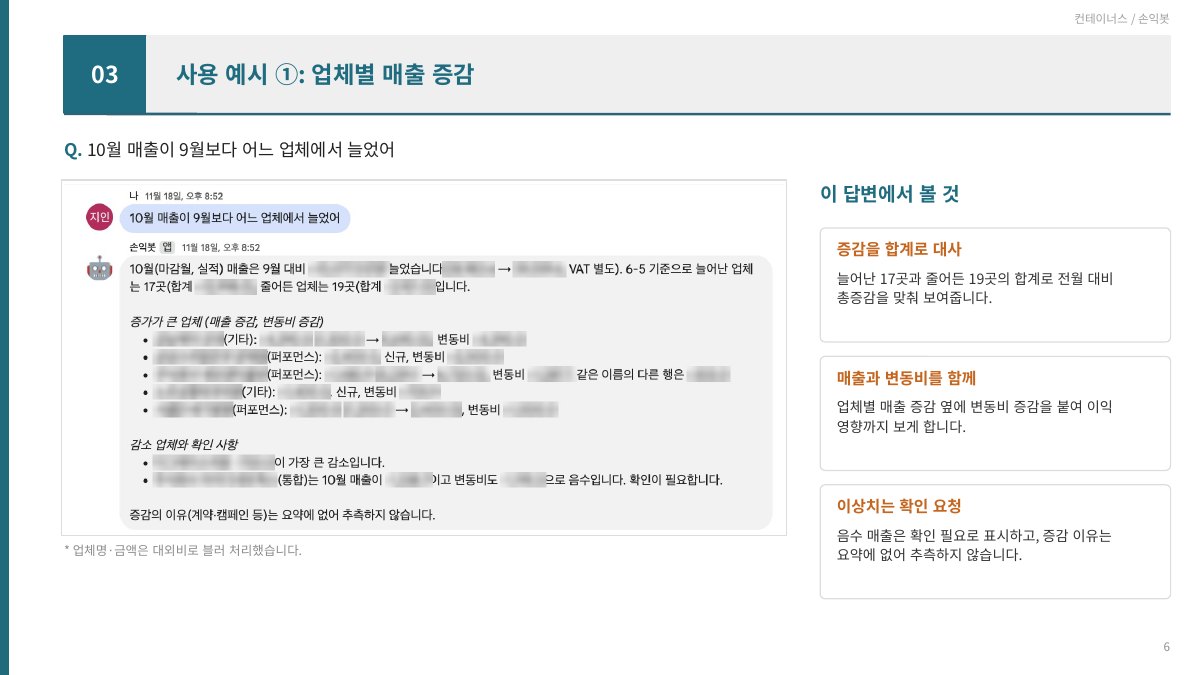 컨테이너스 / 손익봇
03
사용 예시 ①: 업체별 매출 증감
Q. 10월 매출이 9월보다 어느 업체에서 늘었어
나 11월 18일, 오후 8:52
지인
10월 매출이 9월보다 어느 업체에서 늘었어
손익봇 앱 11월 18일, 오후 8:52
10월(마감월, 실적) 매출은 9월 대비 늘었습니다 → VAT 별도). 6-5 기준으로 늘어난 업체
는 17곳(합계 줄어든 업체는 19곳(합계 입니다.
증가가 큰 업체 (매출 증감, 변동비 증감)
• (기타): → , 변동비
• (퍼포먼스): 신규, 변동비
• (퍼포먼스): → 변동비 같은 이름의 다른 행은
• (기타): 신규, 변동비
• (퍼포먼스): → , 변동비
감소 업체와 확인 사항
• 이 가장 큰 감소입니다.
• (통합)는 10월 매출이 이고 변동비도 으로 음수입니다. 확인이 필요합니다.
증감의 이유(계약·캠페인 등)는 요약에 없어 추측하지 않습니다.
* 업체명·금액은 대외비로 블러 처리했습니다.
이 답변에서 볼 것
증감을 합계로 대사
늘어난 17곳과 줄어든 19곳의 합계로 전월 대비
총증감을 맞춰 보여줍니다.
매출과 변동비를 함께
업체별 매출 증감 옆에 변동비 증감을 붙여 이익
영향까지 보게 합니다.
이상치는 확인 요청
음수 매출은 확인 필요로 표시하고, 증감 이유는
요약에 없어 추측하지 않습니다.
6